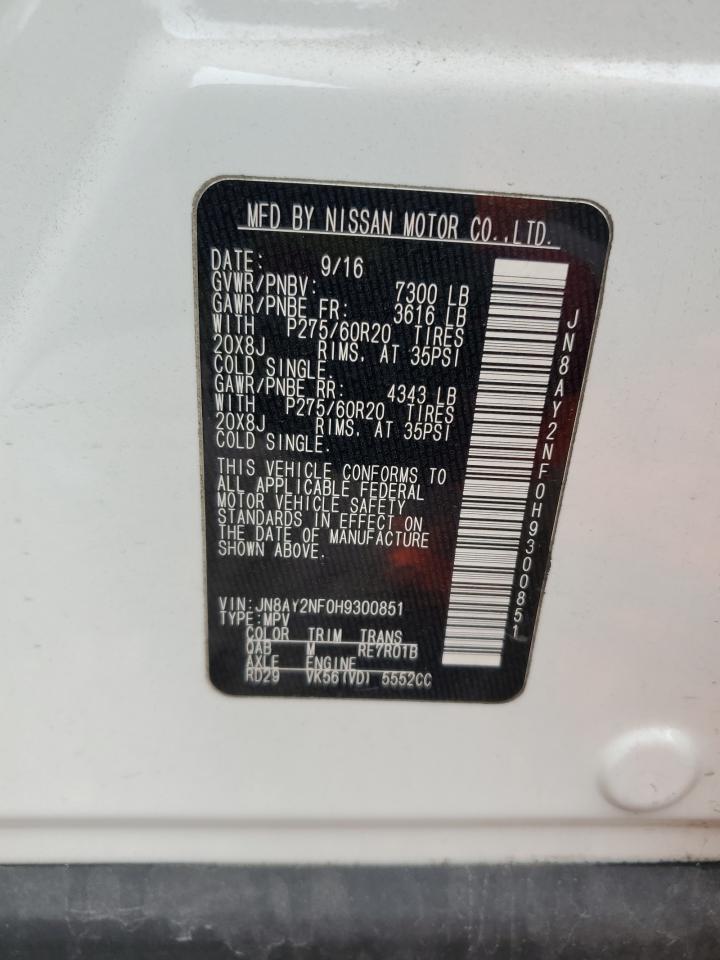 MFD BY NISSAN MOTOR CO.,LTD.
DATE: 9/16
GVWR/PNBV: 7300 LB
GAWR/PNBE FR: 3616 LB
WITH P275/60R20 TIRES
20X8J RIMS. AT 35PSI
COLD SINGLE.
GAWR/PNBE RR: 4343 LB
WITH P275/60R20 TIRES
20X8J RIMS. AT 35PSI
COLD SINGLE.
THIS VEHICLE CONFORMS TO
ALL APPLICABLE FEDERAL
MOTOR VEHICLE SAFETY
STANDARDS IN EFFECT ON
THE DATE OF MANUFACTURE
SHOWN ABOVE.
VIN:JN8AY2NF0H9300851
TYPE:MPV
COLOR TRIM TRANS
QAB M RE7R01B
AXLE ENGINE
RD29 VK56(VD) 5552CC
JN8AY2NF0H9300851